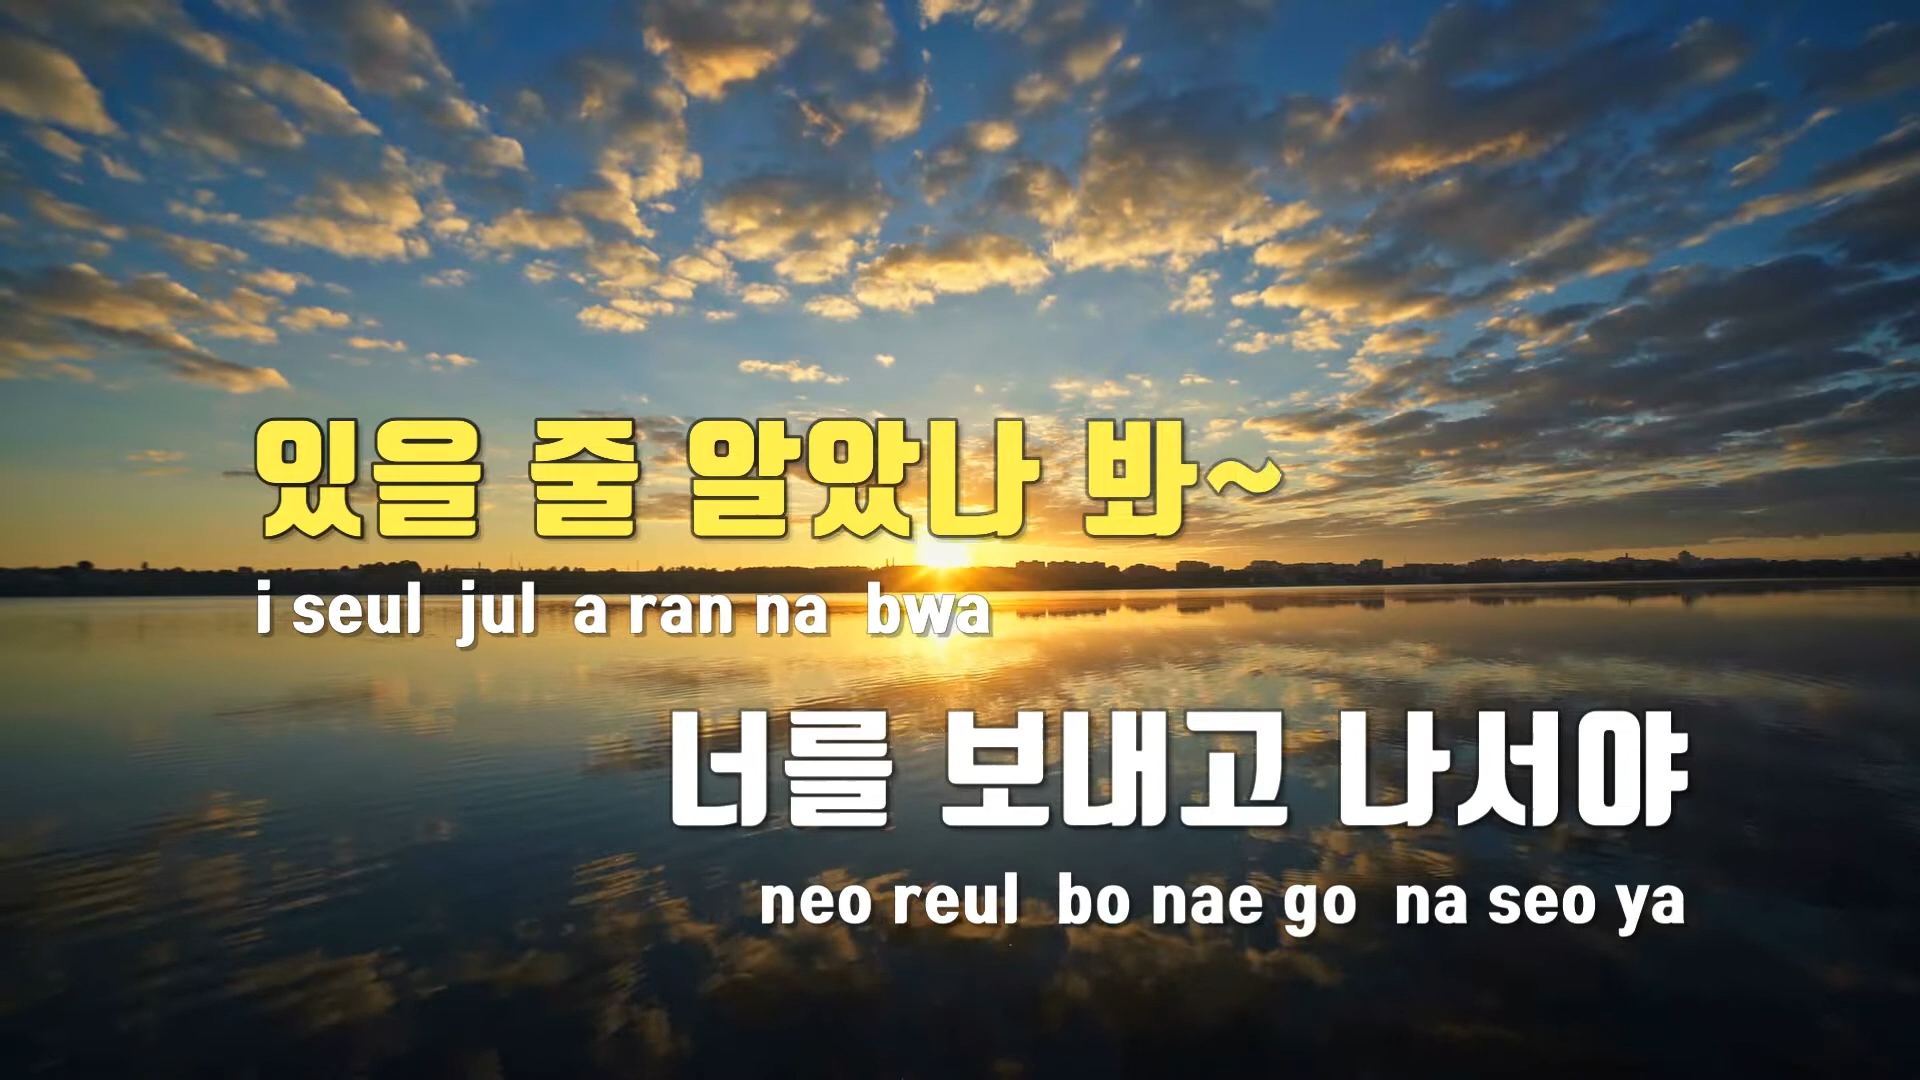 있을 줄 알았나 봐~
i seul jul a ran na bwa
너를 보내고 나서야
neo reul bo nae go na seo ya